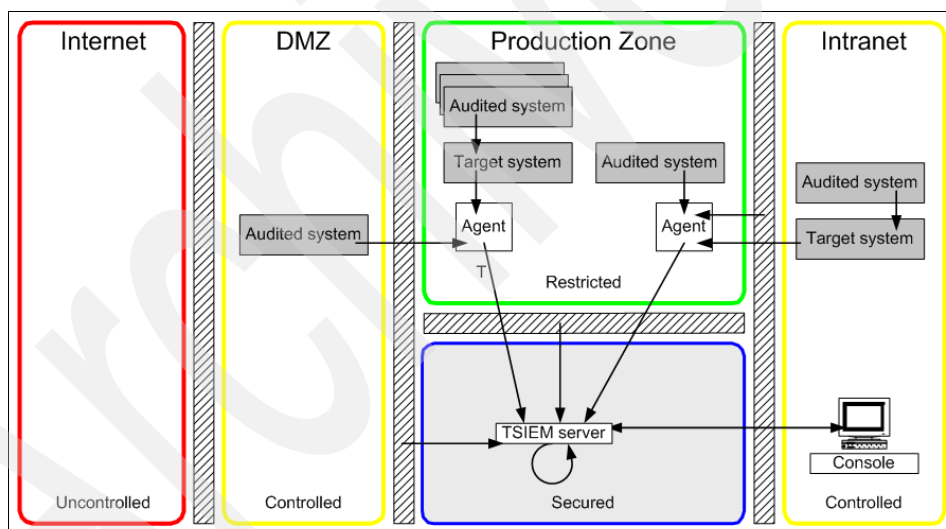 Internet
DMZ
Production Zone
Intranet
Audited system
Target system
Audited system
Audited system
Agent
Agent
Audited system
Target system
T
Restricted
TSIEM server
Console
Uncontrolled
Controlled
Secured
Controlled